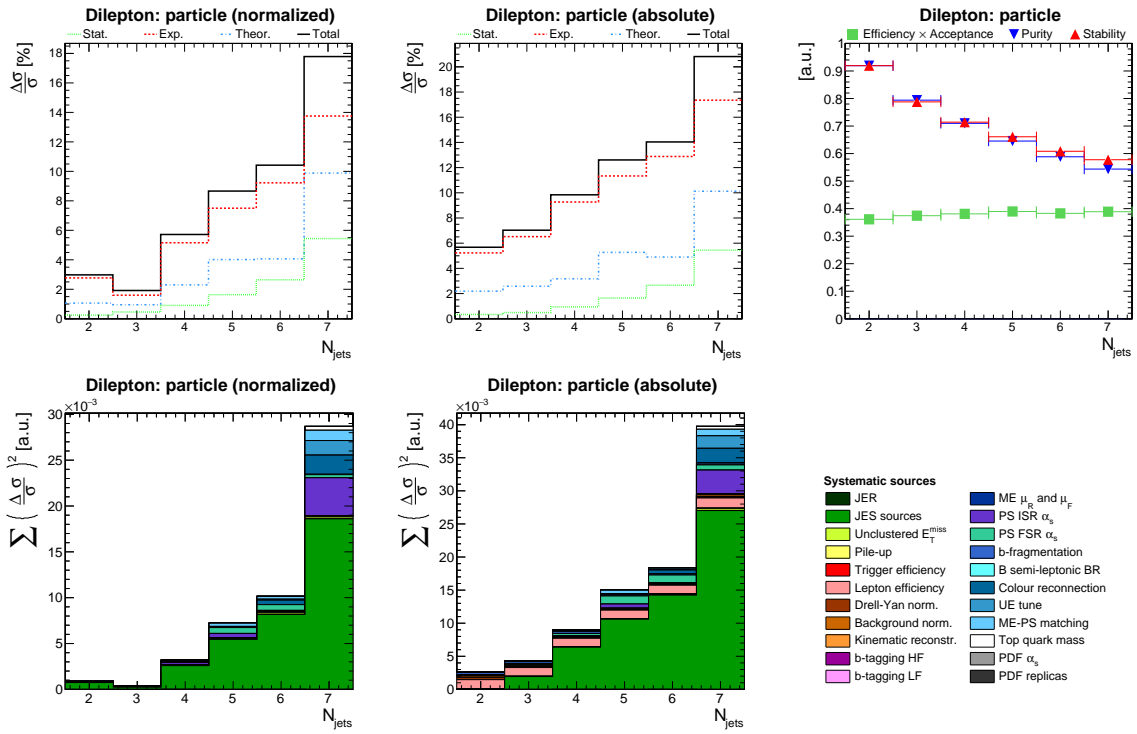 Dilepton: particle (normalized)
Stat. Exp. Theor. Total
Δσ/σ [%]
18
16
14
12
10
8
6
4
2
0
2 3 4 5 6 7
N_jets
Dilepton: particle (absolute)
Stat. Exp. Theor. Total
Δσ/σ [%]
20
18
16
14
12
10
8
6
4
2
0
2 3 4 5 6 7
N_jets
Dilepton: particle
Efficiency × Acceptance Purity Stability
[a.u.]
1
0.9
0.8
0.7
0.6
0.5
0.4
0.3
0.2
0.1
0
2 3 4 5 6 7
N_jets
Dilepton: particle (normalized)
×10⁻³
∑ (Δ σ/σ)² [a.u.]
30
25
20
15
10
5
0
2 3 4 5 6 7
N_jets
Dilepton: particle (absolute)
×10⁻³
∑ (Δ σ/σ)² [a.u.]
40
35
30
25
20
15
10
5
0
2 3 4 5 6 7
N_jets
Systematic sources
JER
JES sources
Unclustered E_T^miss
Pile-up
Trigger efficiency
Lepton efficiency
Drell-Yan norm.
Background norm.
Kinematic reconstr.
b-tagging HF
b-tagging LF
ME μ_R and μ_F
PS ISR α_s
PS FSR α_s
b-fragmentation
B semi-leptonic BR
Colour reconnection
UE tune
ME-PS matching
Top quark mass
PDF α_s
PDF replicas